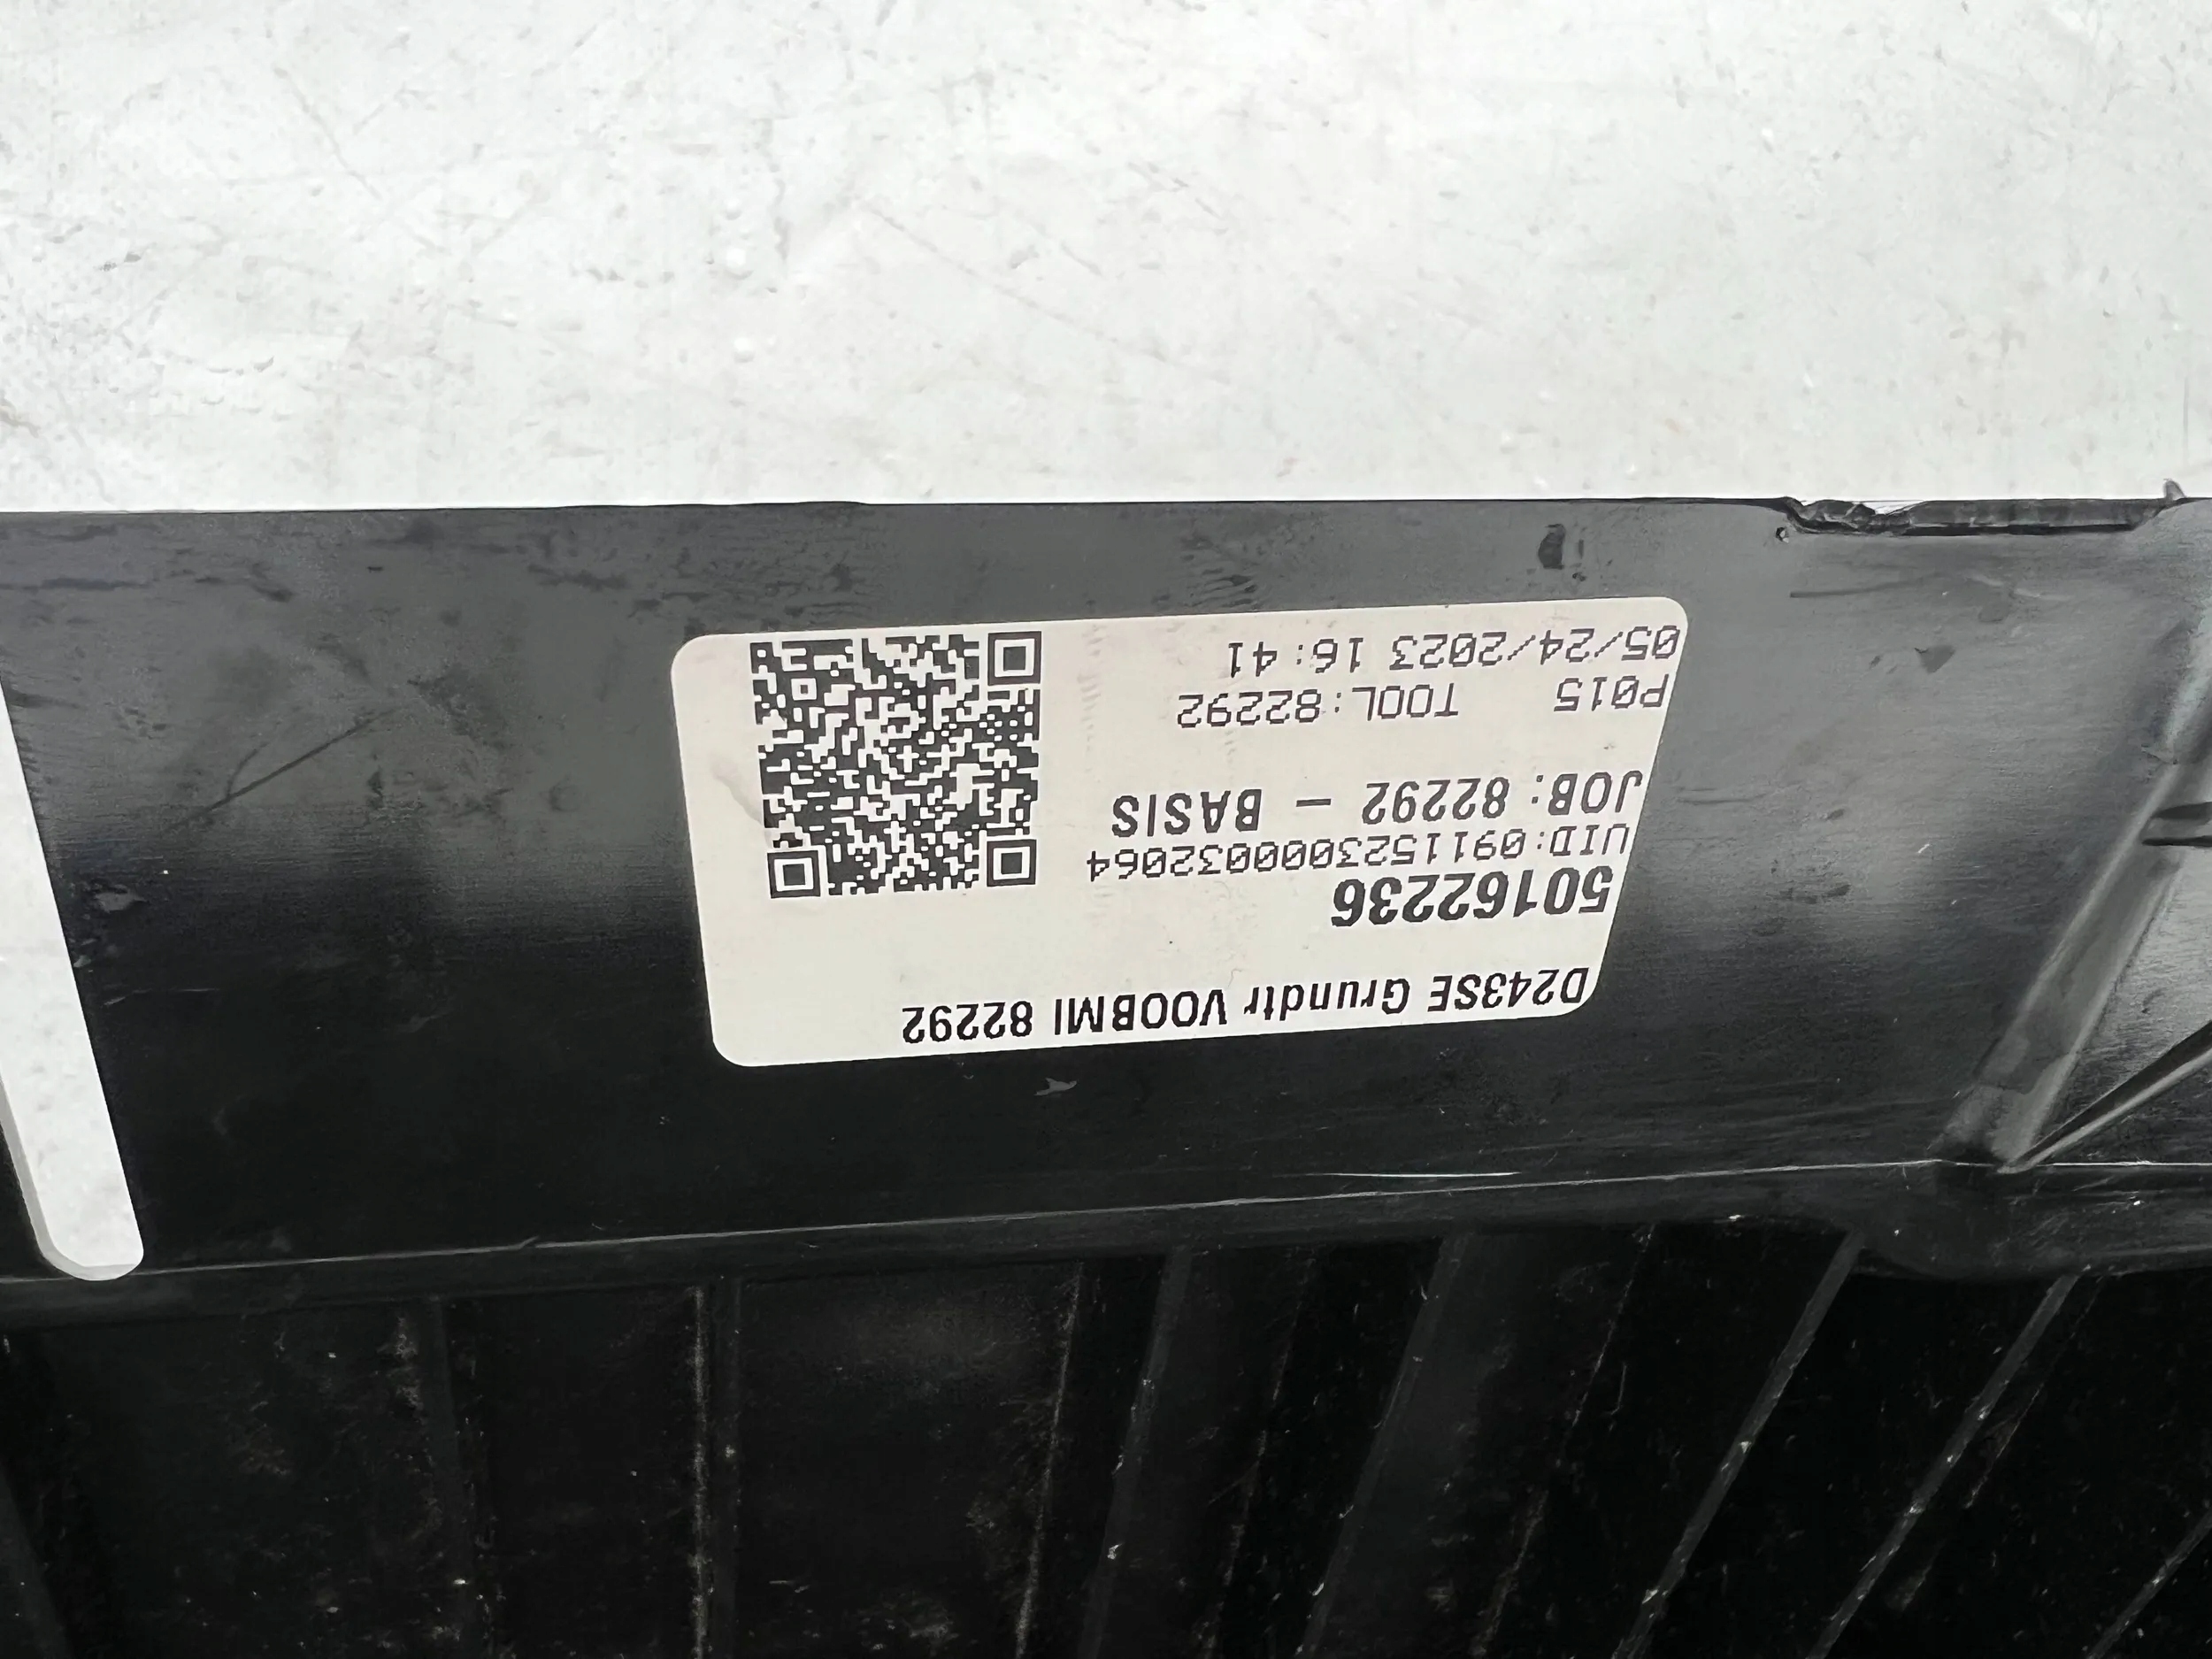 D243SE Grundtr VOOBMI 82292
50162236
UID:0911523000032064
JOB: 82292 - BASIS
P015 TOOL:82292
05/24/2023 16:41